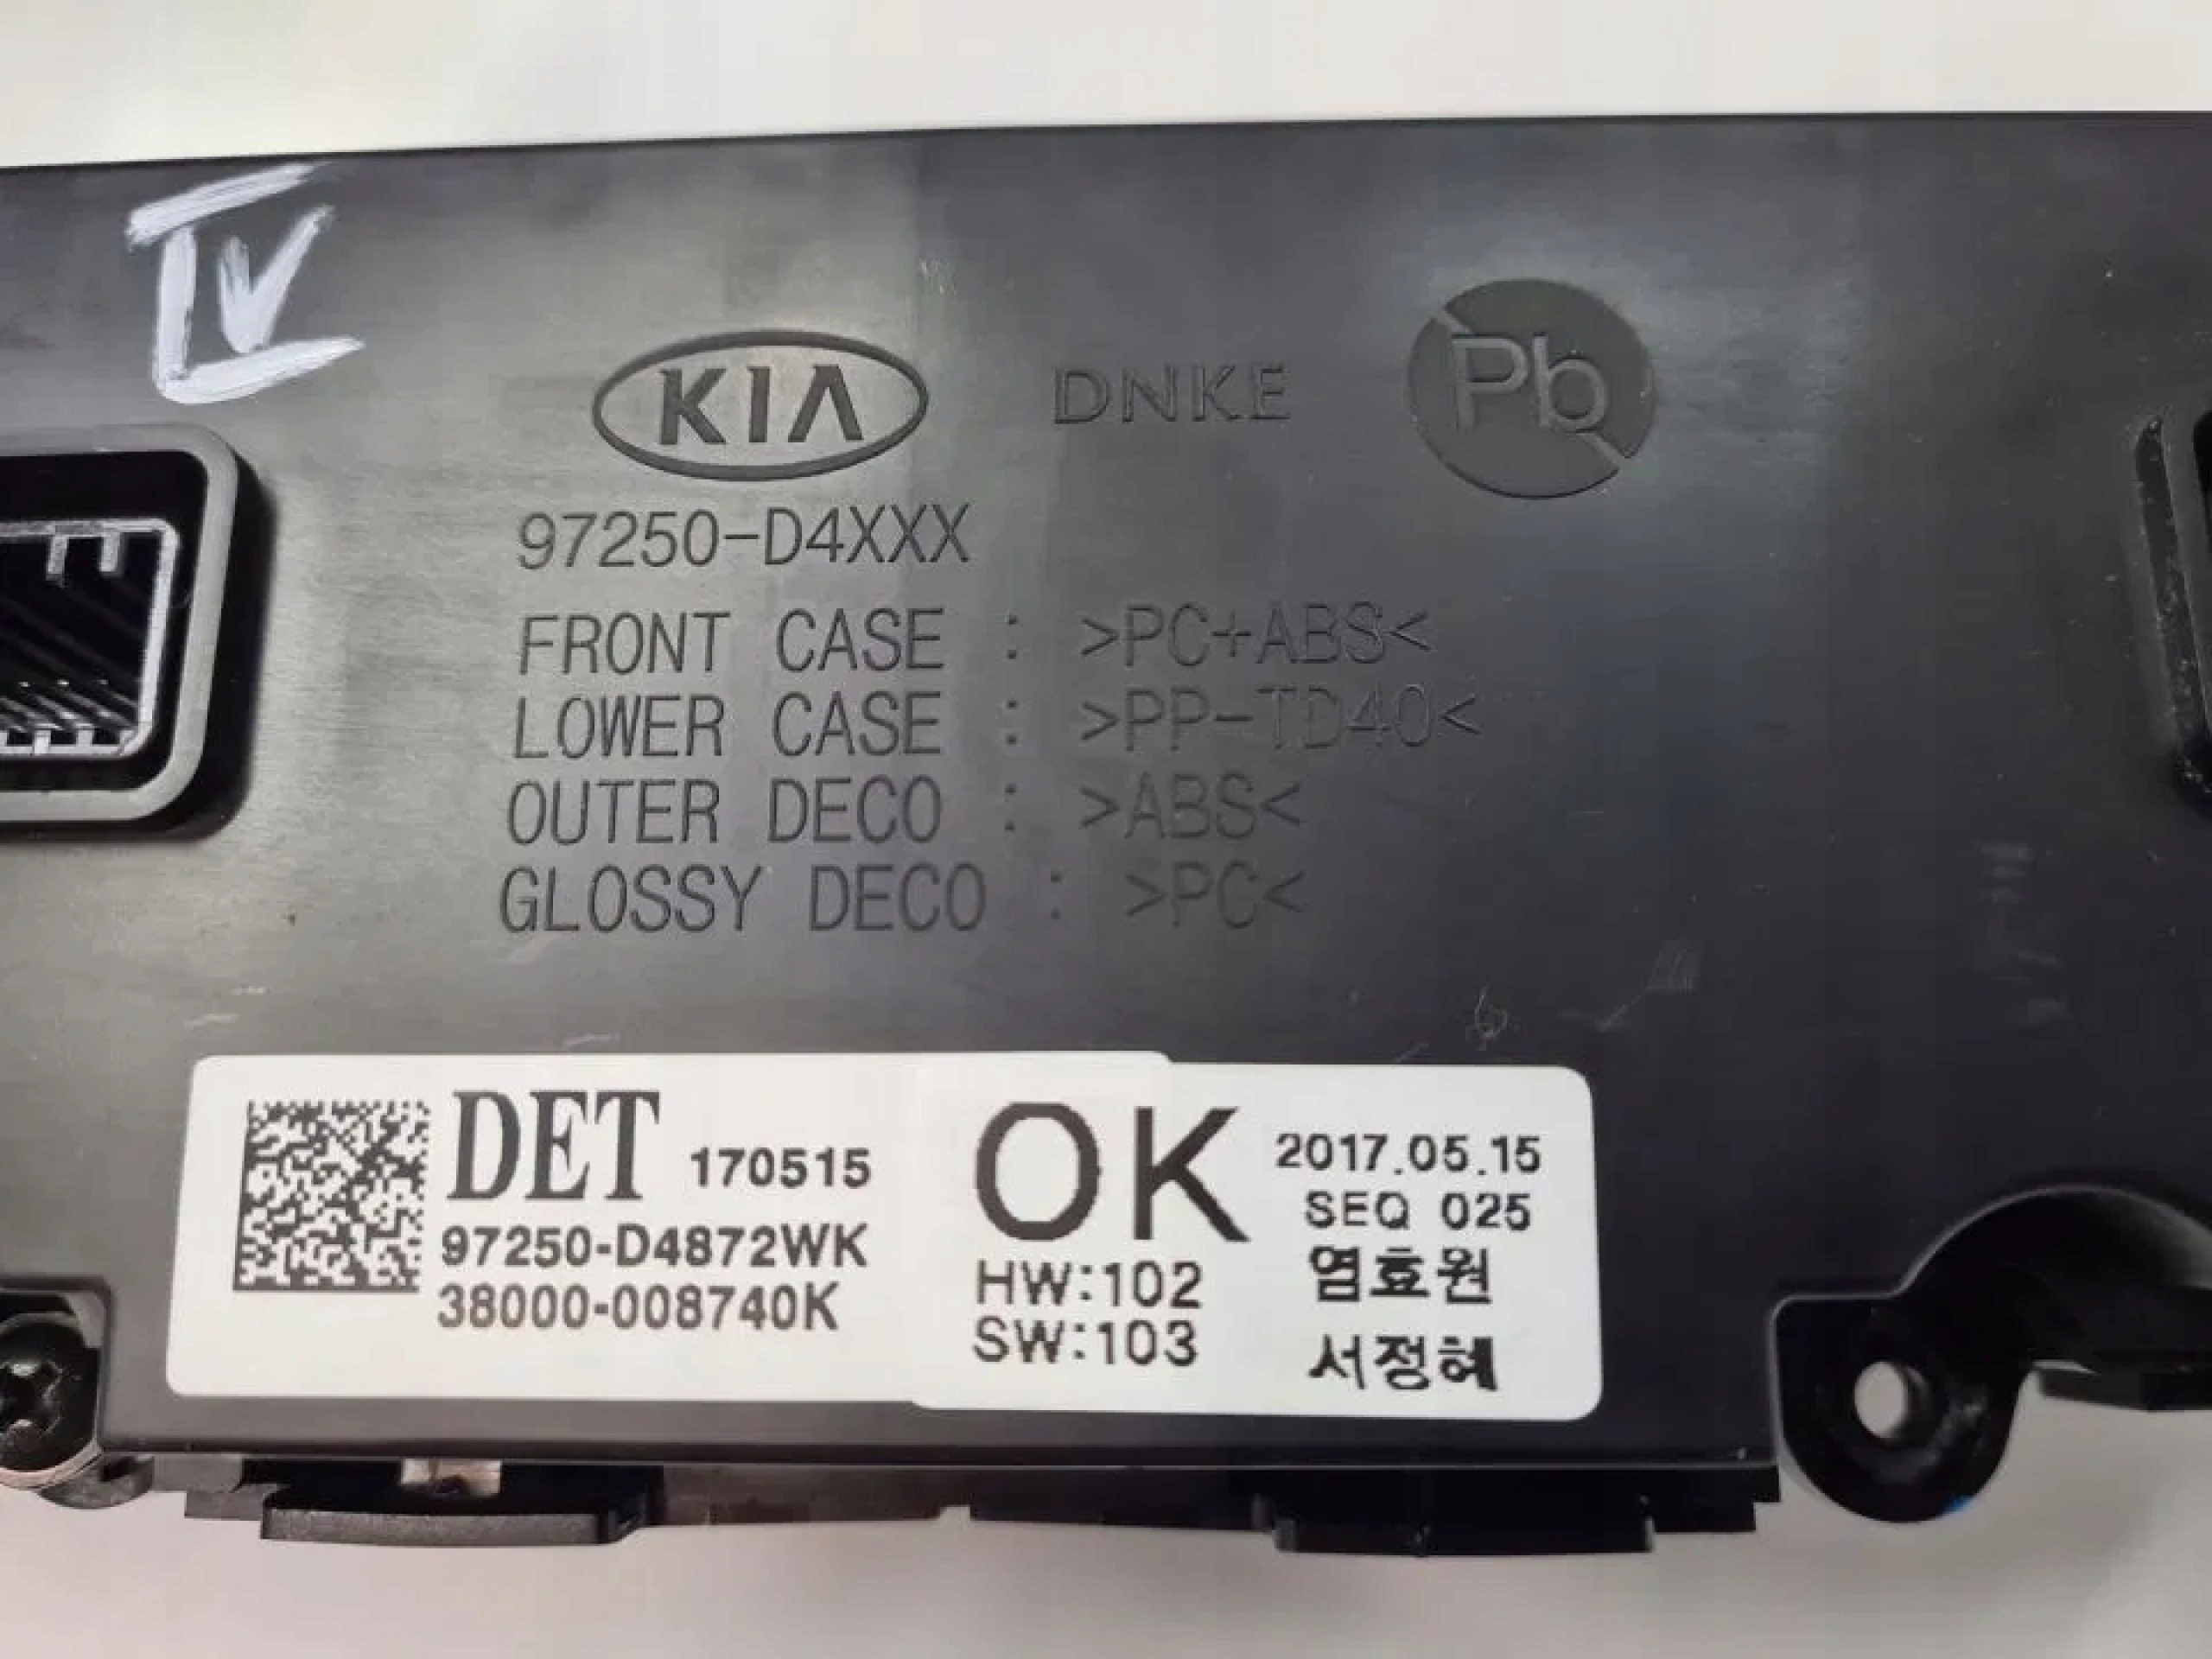 IV
KIA DNKE Pb
97250-D4XXX
FRONT CASE : >PC+ABS<
LOWER CASE : >PP-TD40<
OUTER DECO : >ABS<
GLOSSY DECO : >PC<
DET 170515
97250-D4872WK
38000-008740K
OK
HW:102
SW:103
2017.05.15
SEQ 025
염효원
서정혜